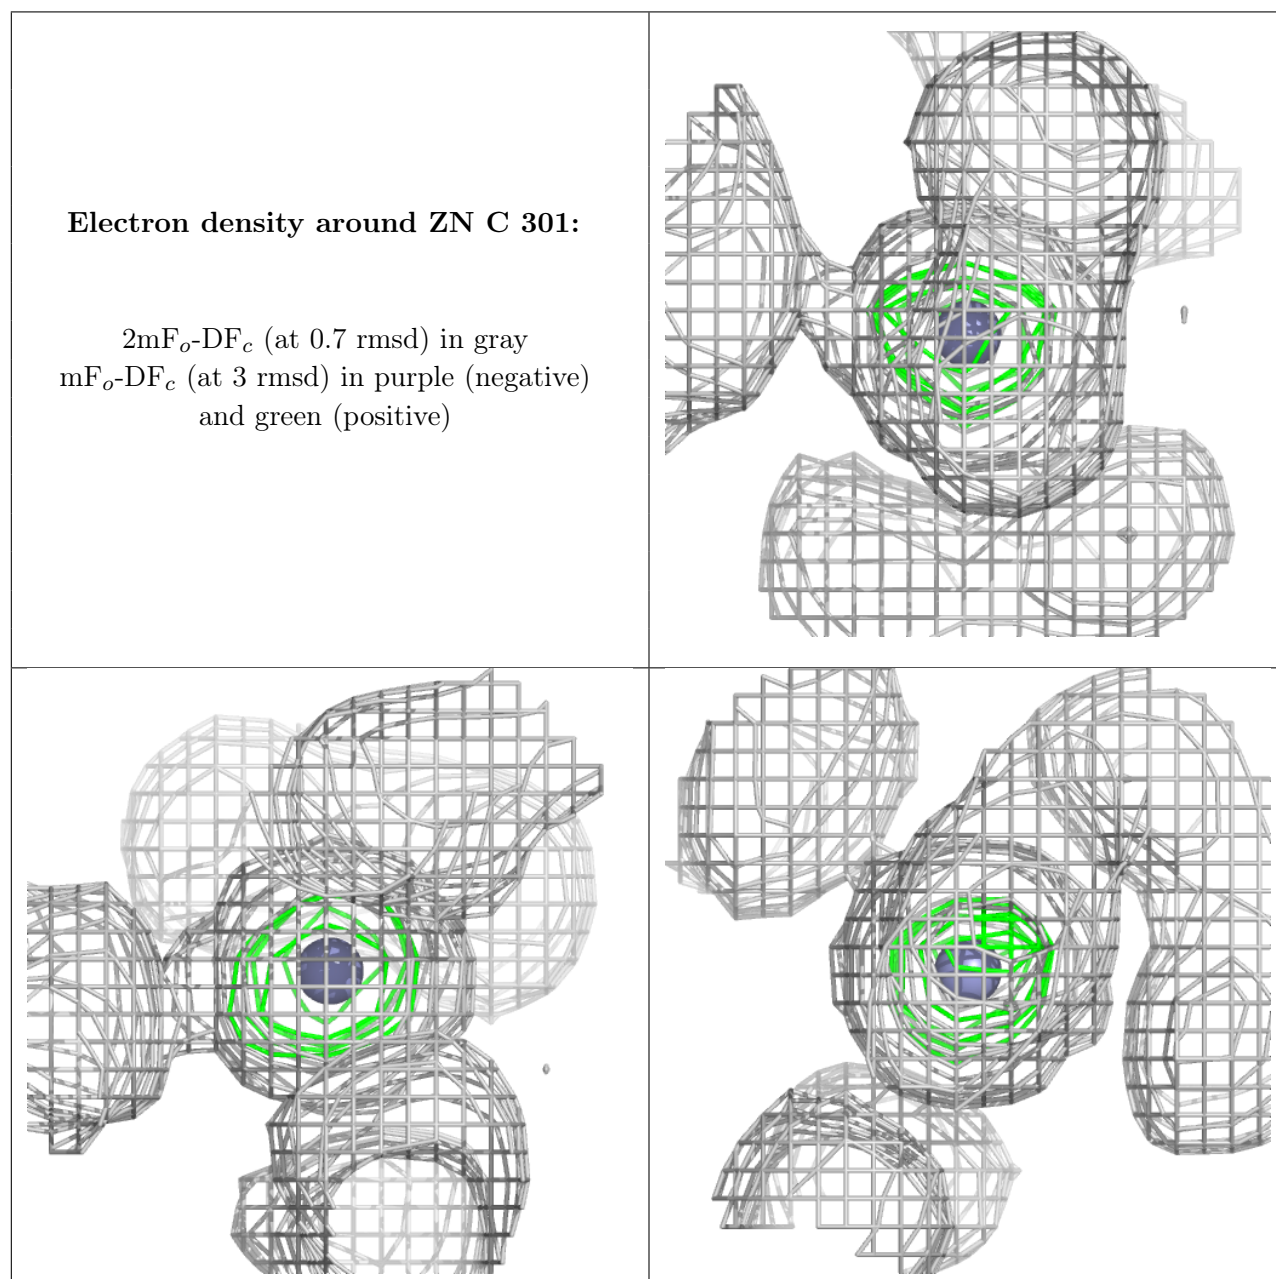 Electron density around ZN C 301:
2mFo-DFc (at 0.7 rmsd) in gray
mFo-DFc (at 3 rmsd) in purple (negative)
and green (positive)